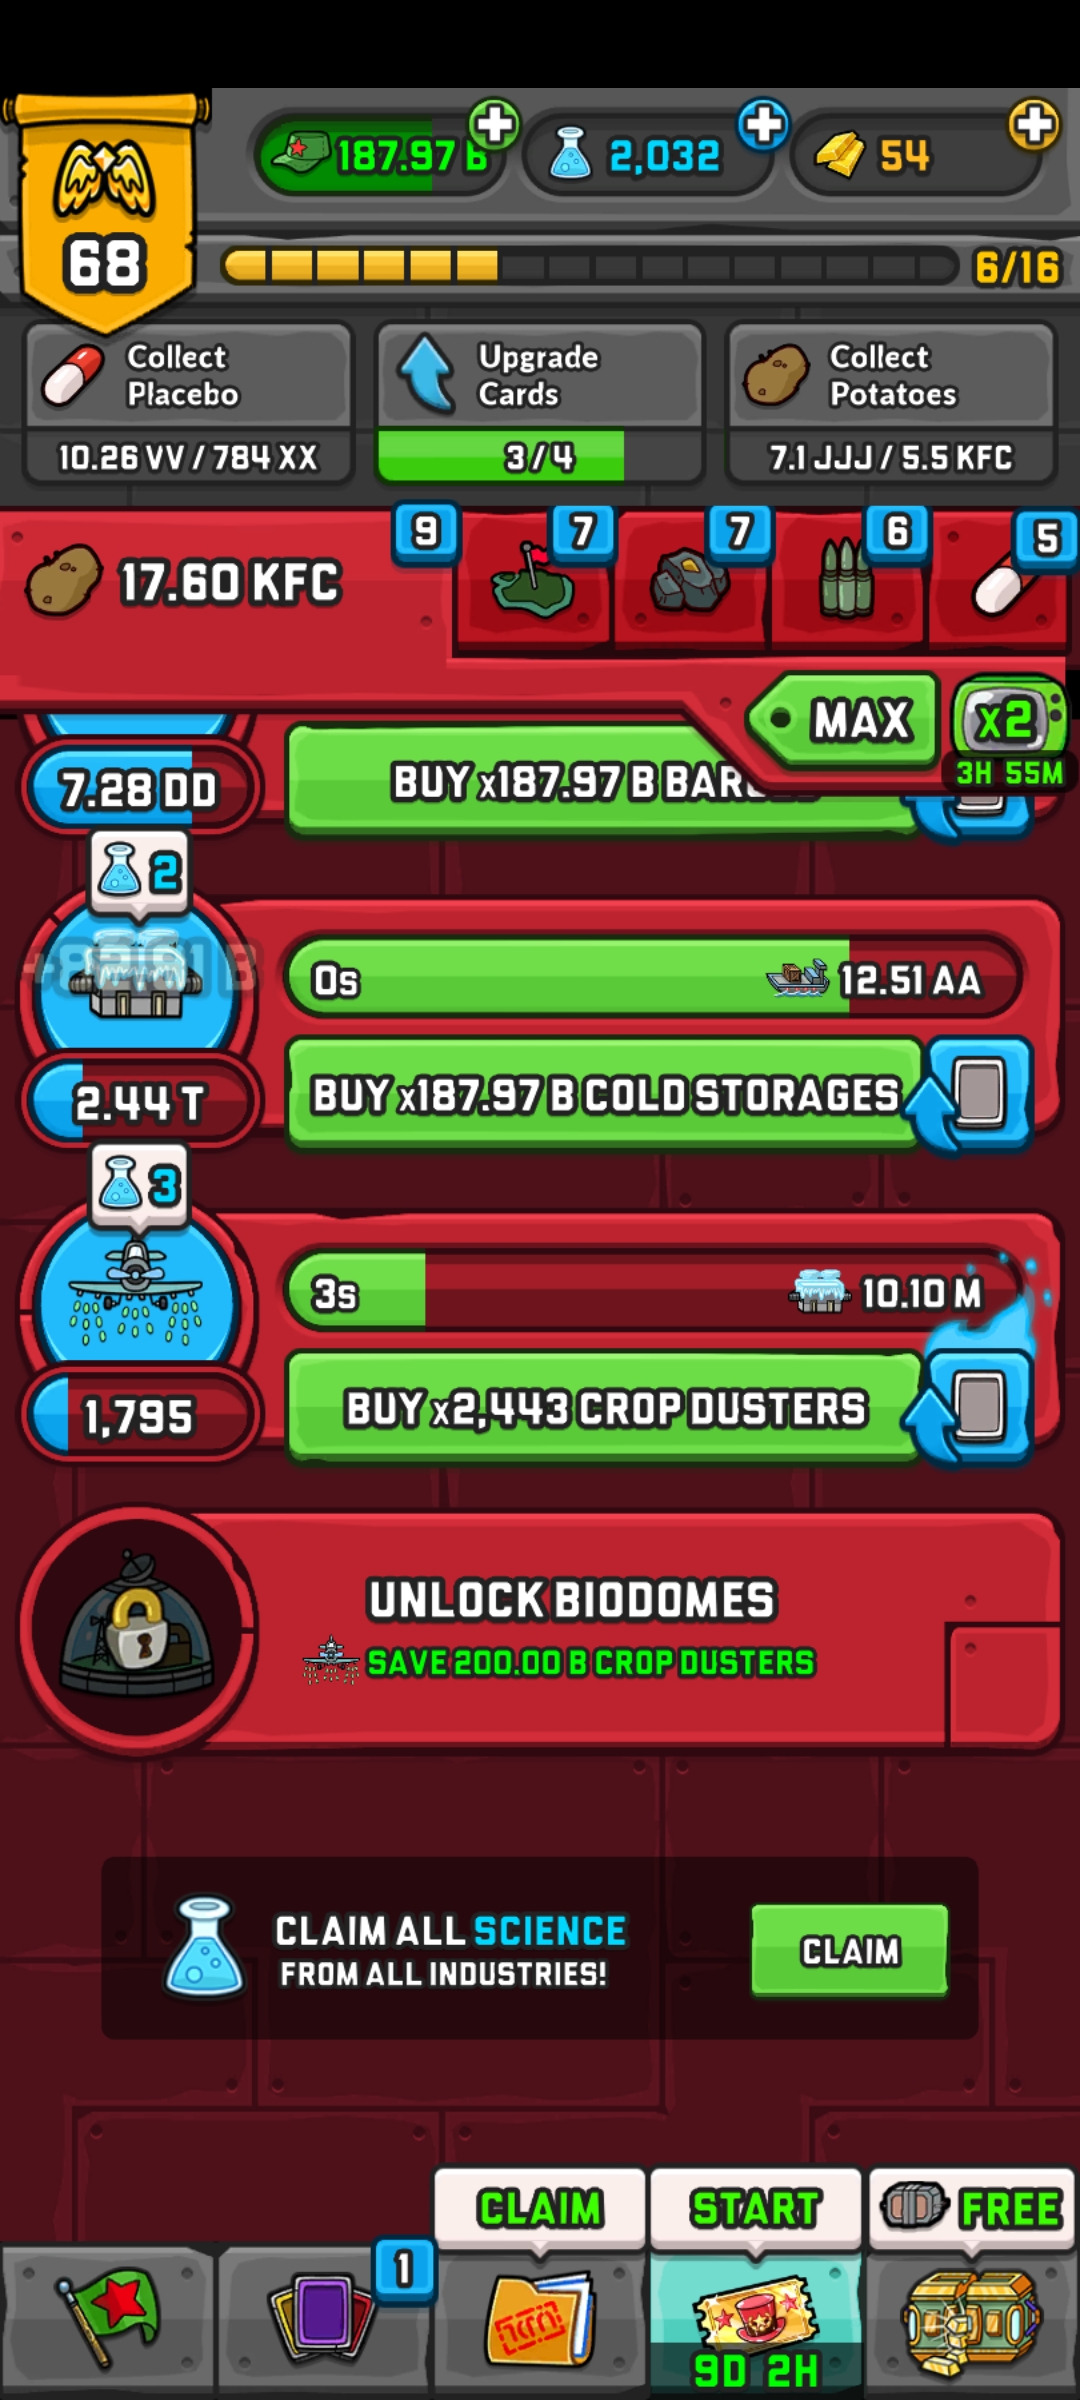 187.97 B
2,032
54
68
6/16
Collect
Placebo
10.26 VV / 784 XX
Upgrade
Cards
3/4
Collect
Potatoes
7.1 JJJ / 5.5 KFC
17.60 KFC
9
7
7
6
5
MAX
x2
3H 55M
7.28 DD
BUY x187.97 B
2
0s
12.51 AA
2.44 T
BUY x187.97 B COLD STORAGES
3
3s
10.10 M
1,795
BUY x2,443 CROP DUSTERS
UNLOCK BIODOMES
SAVE 200.00 B CROP DUSTERS
CLAIM ALL SCIENCE
FROM ALL INDUSTRIES!
CLAIM
CLAIM
START
FREE
1
9D 2H